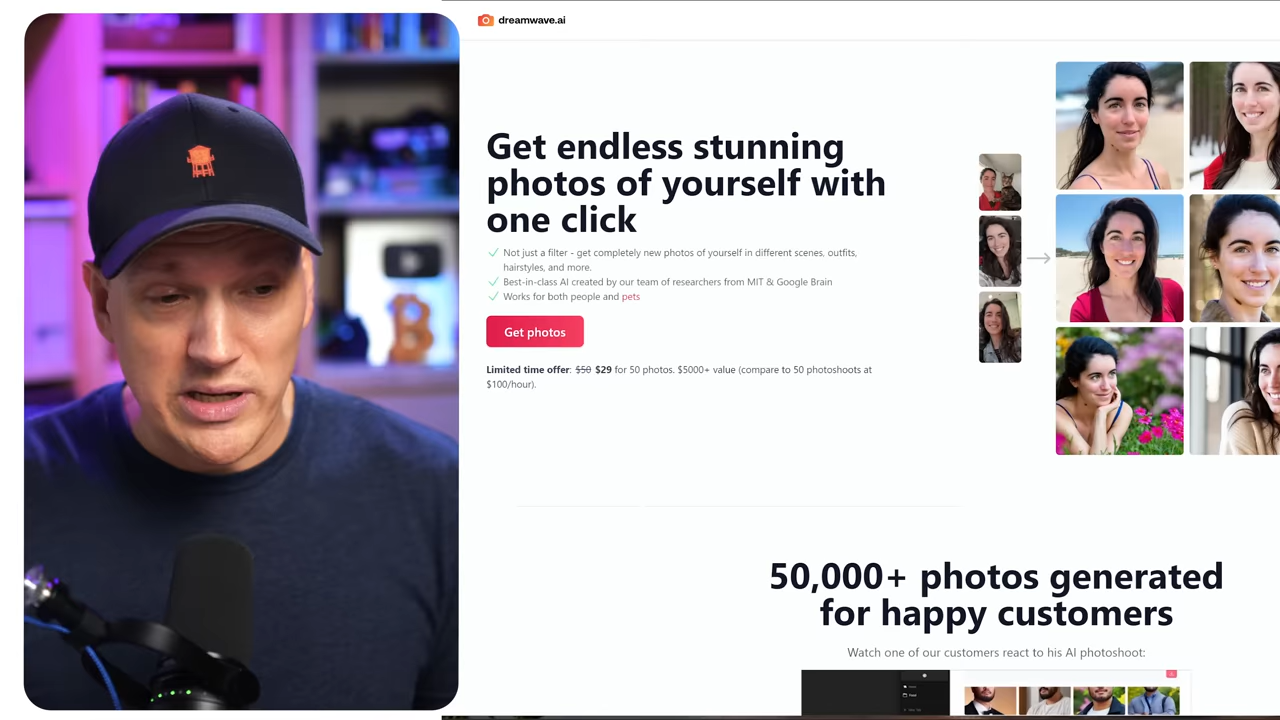 dreamwave.ai
Get endless stunning
photos of yourself with
one click
Not just a filter - get completely new photos of yourself in different scenes, outfits,
hairstyles, and more.
Best-in-class AI created by our team of researchers from MIT & Google Brain
Works for both people and pets
Get photos
Limited time offer: $50 $29 for 50 photos. $5000+ value (compare to 50 photoshoots at
$100/hour).
50,000+ photos generated
for happy customers
Watch one of our customers react to his AI photoshoot: